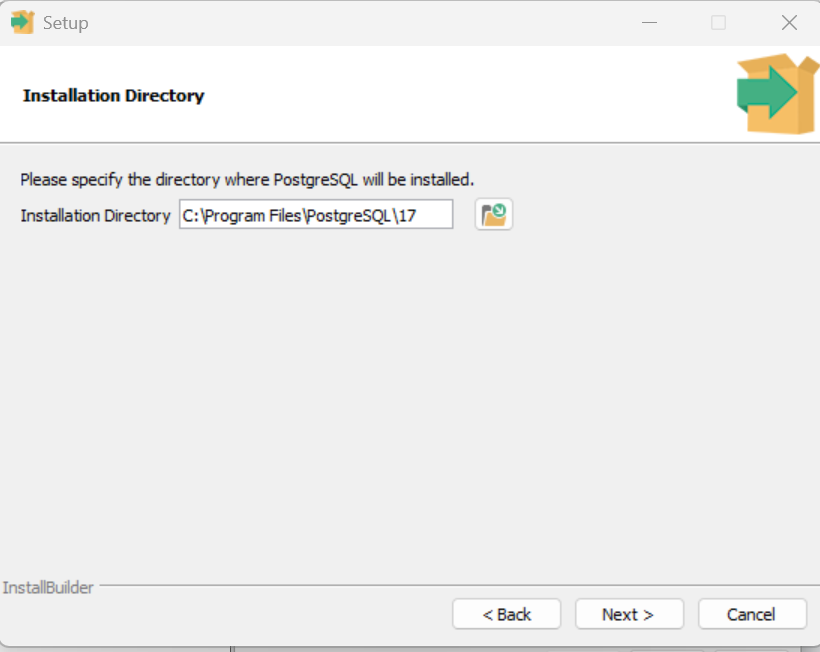 Setup
Installation Directory
Please specify the directory where PostgreSQL will be installed.
Installation Directory C:\Program Files\PostgreSQL\17
InstallBuilder
< Back Next > Cancel